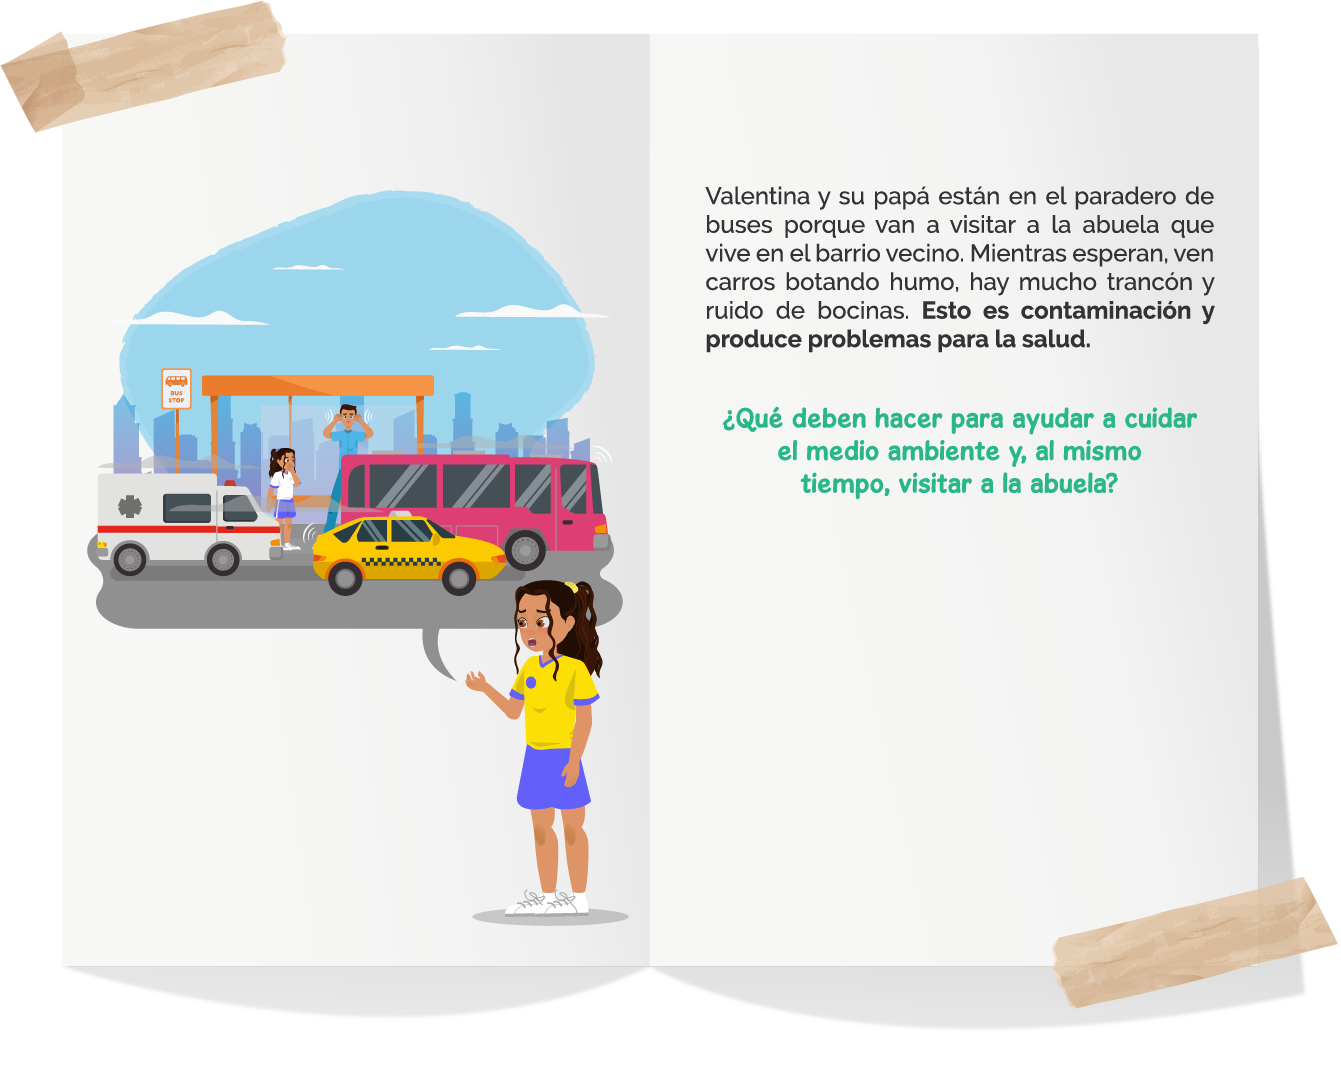 BUS
STOP
Valentina y su papá están en el paradero de
buses porque van a visitar a la abuela que
vive en el barrio vecino. Mientras esperan, ven
carros botando humo, hay mucho trancón y
ruido de bocinas. Esto es contaminación y
produce problemas para la salud.
¿Qué deben hacer para ayudar a cuidar
el medio ambiente y, al mismo
tiempo, visitar a la abuela?